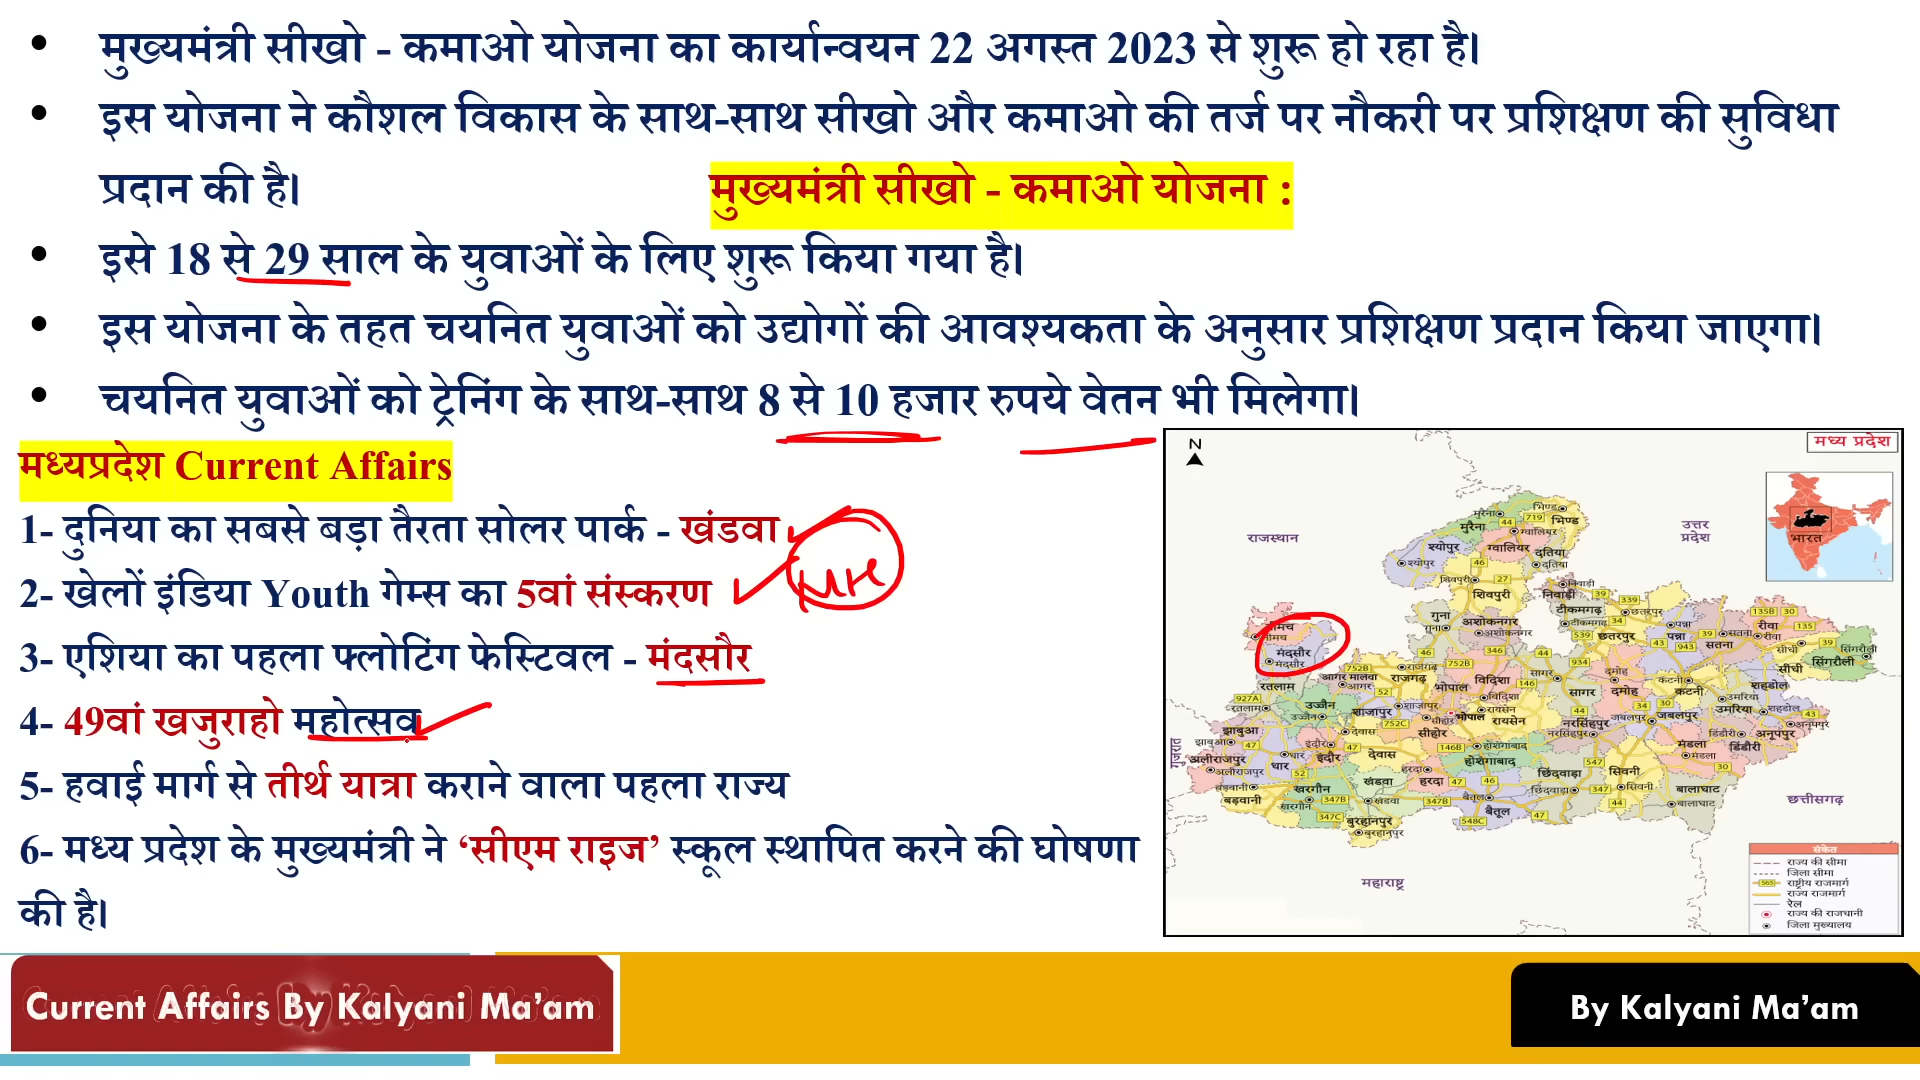 • मुख्यमंत्री सीखो - कमाओ योजना का कार्यान्वयन 22 अगस्त 2023 से शुरू हो रहा है।
• इस योजना ने कौशल विकास के साथ-साथ सीखो और कमाओ की तर्ज पर नौकरी पर प्रशिक्षण की सुविधा
प्रदान की है।
मुख्यमंत्री सीखो - कमाओ योजना :
• इसे 18 से 29 साल के युवाओं के लिए शुरू किया गया है।
• इस योजना के तहत चयनित युवाओं को उद्योगों की आवश्यकता के अनुसार प्रशिक्षण प्रदान किया जाएगा।
• चयनित युवाओं को ट्रेनिंग के साथ-साथ 8 से 10 हजार रुपये वेतन भी मिलेगा।
मध्यप्रदेश Current Affairs
1- दुनिया का सबसे बड़ा तैरता सोलर पार्क - खंडवा
2- खेलों इंडिया Youth गेम्स का 5वां संस्करण
3- एशिया का पहला फ्लोटिंग फेस्टिवल - मंदसौर
4- 49वां खजुराहो महोत्सव
5- हवाई मार्ग से तीर्थ यात्रा कराने वाला पहला राज्य
6- मध्य प्रदेश के मुख्यमंत्री ने ‘सीएम राइज’ स्कूल स्थापित करने की घोषणा
की है।
N
मध्य प्रदेश
भारत
राजस्थान
उत्तर
प्रदेश
मुरैना
भिण्ड
श्योपुर
ग्वालियर
दतिया
शिवपुरी
निवाड़ी
टीकमगढ़
छतरपुर
पन्ना
सतना
रीवा
सीधी
सिंगरौली
गुना
अशोकनगर
नीमच
मंदसौर
रतलाम
आगर मालवा
राजगढ़
भोपाल
विदिशा
सागर
दमोह
कटनी
उमरिया
शहडोल
उज्जैन
शाजापुर
सीहोर
रायसेन
नरसिंहपुर
जबलपुर
डिंडौरी
अनूपपुर
झाबुआ
अलीराजपुर
धार
इंदौर
देवास
होशंगाबाद
छिंदवाड़ा
सिवनी
मंडला
बालाघाट
बड़वानी
खरगौन
खंडवा
हरदा
बैतूल
बुरहानपुर
गुजरात
महाराष्ट्र
छत्तीसगढ़
संकेत
राज्य की सीमा
जिला सीमा
राष्ट्रीय राजमार्ग
राज्य राजमार्ग
रेल
राज्य की राजधानी
जिला मुख्यालय
Current Affairs By Kalyani Ma’am
By Kalyani Ma’am